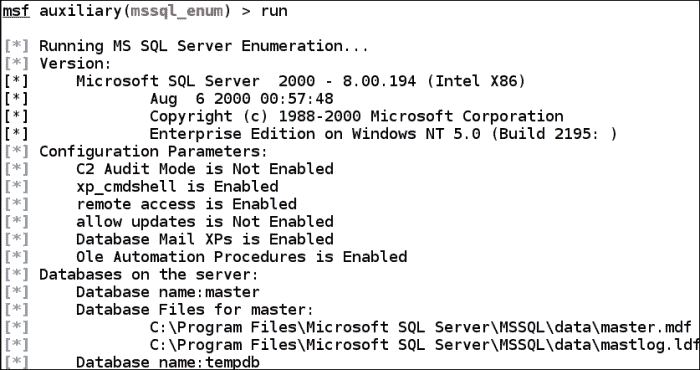 msf auxiliary(mssql_enum) > run
[*] Running MS SQL Server Enumeration...
[*] Version:
[*]     Microsoft SQL Server  2000 - 8.00.194 (Intel X86)
[*]             Aug  6 2000 00:57:48
[*]             Copyright (c) 1988-2000 Microsoft Corporation
[*]             Enterprise Edition on Windows NT 5.0 (Build 2195: )
[*] Configuration Parameters:
[*]     C2 Audit Mode is Not Enabled
[*]     xp_cmdshell is Enabled
[*]     remote access is Enabled
[*]     allow updates is Not Enabled
[*]     Database Mail XPs is Enabled
[*]     Ole Automation Procedures is Enabled
[*] Databases on the server:
[*]     Database name:master
[*]     Database Files for master:
[*]             C:\Program Files\Microsoft SQL Server\MSSQL\data\master.mdf
[*]             C:\Program Files\Microsoft SQL Server\MSSQL\data\mastlog.ldf
[*]     Database name:tempdb